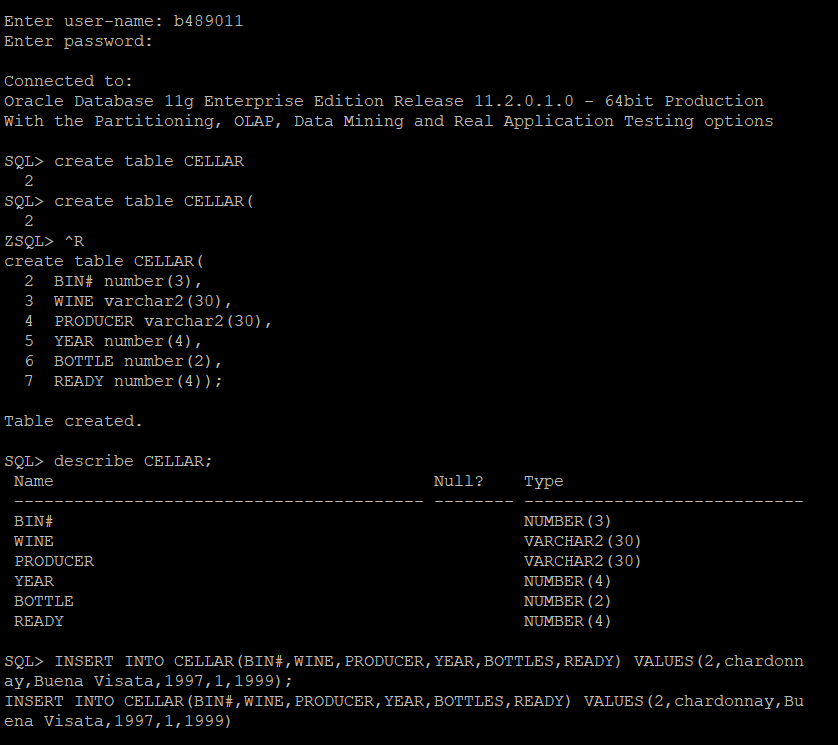 Enter user-name: b489011
Enter password:
Connected to:
Oracle Database 11g Enterprise Edition Release 11.2.0.1.0 - 64bit Production
With the Partitioning, OLAP, Data Mining and Real Application Testing options
SQL> create table CELLAR
  2
SQL> create table CELLAR(
  2
ZSQL> ^R
create table CELLAR(
  2  BIN# number(3),
  3  WINE varchar2(30),
  4  PRODUCER varchar2(30),
  5  YEAR number(4),
  6  BOTTLE number(2),
  7  READY number(4));
Table created.
SQL> describe CELLAR;
 Name                                      Null?    Type
 ----------------------------------------- -------- ----------------------------
 BIN#                                               NUMBER(3)
 WINE                                               VARCHAR2(30)
 PRODUCER                                           VARCHAR2(30)
 YEAR                                               NUMBER(4)
 BOTTLE                                             NUMBER(2)
 READY                                              NUMBER(4)
SQL> INSERT INTO CELLAR(BIN#,WINE,PRODUCER,YEAR,BOTTLES,READY) VALUES(2,chardonn
ay,Buena Visata,1997,1,1999);
INSERT INTO CELLAR(BIN#,WINE,PRODUCER,YEAR,BOTTLES,READY) VALUES(2,chardonnay,Bu
ena Visata,1997,1,1999)